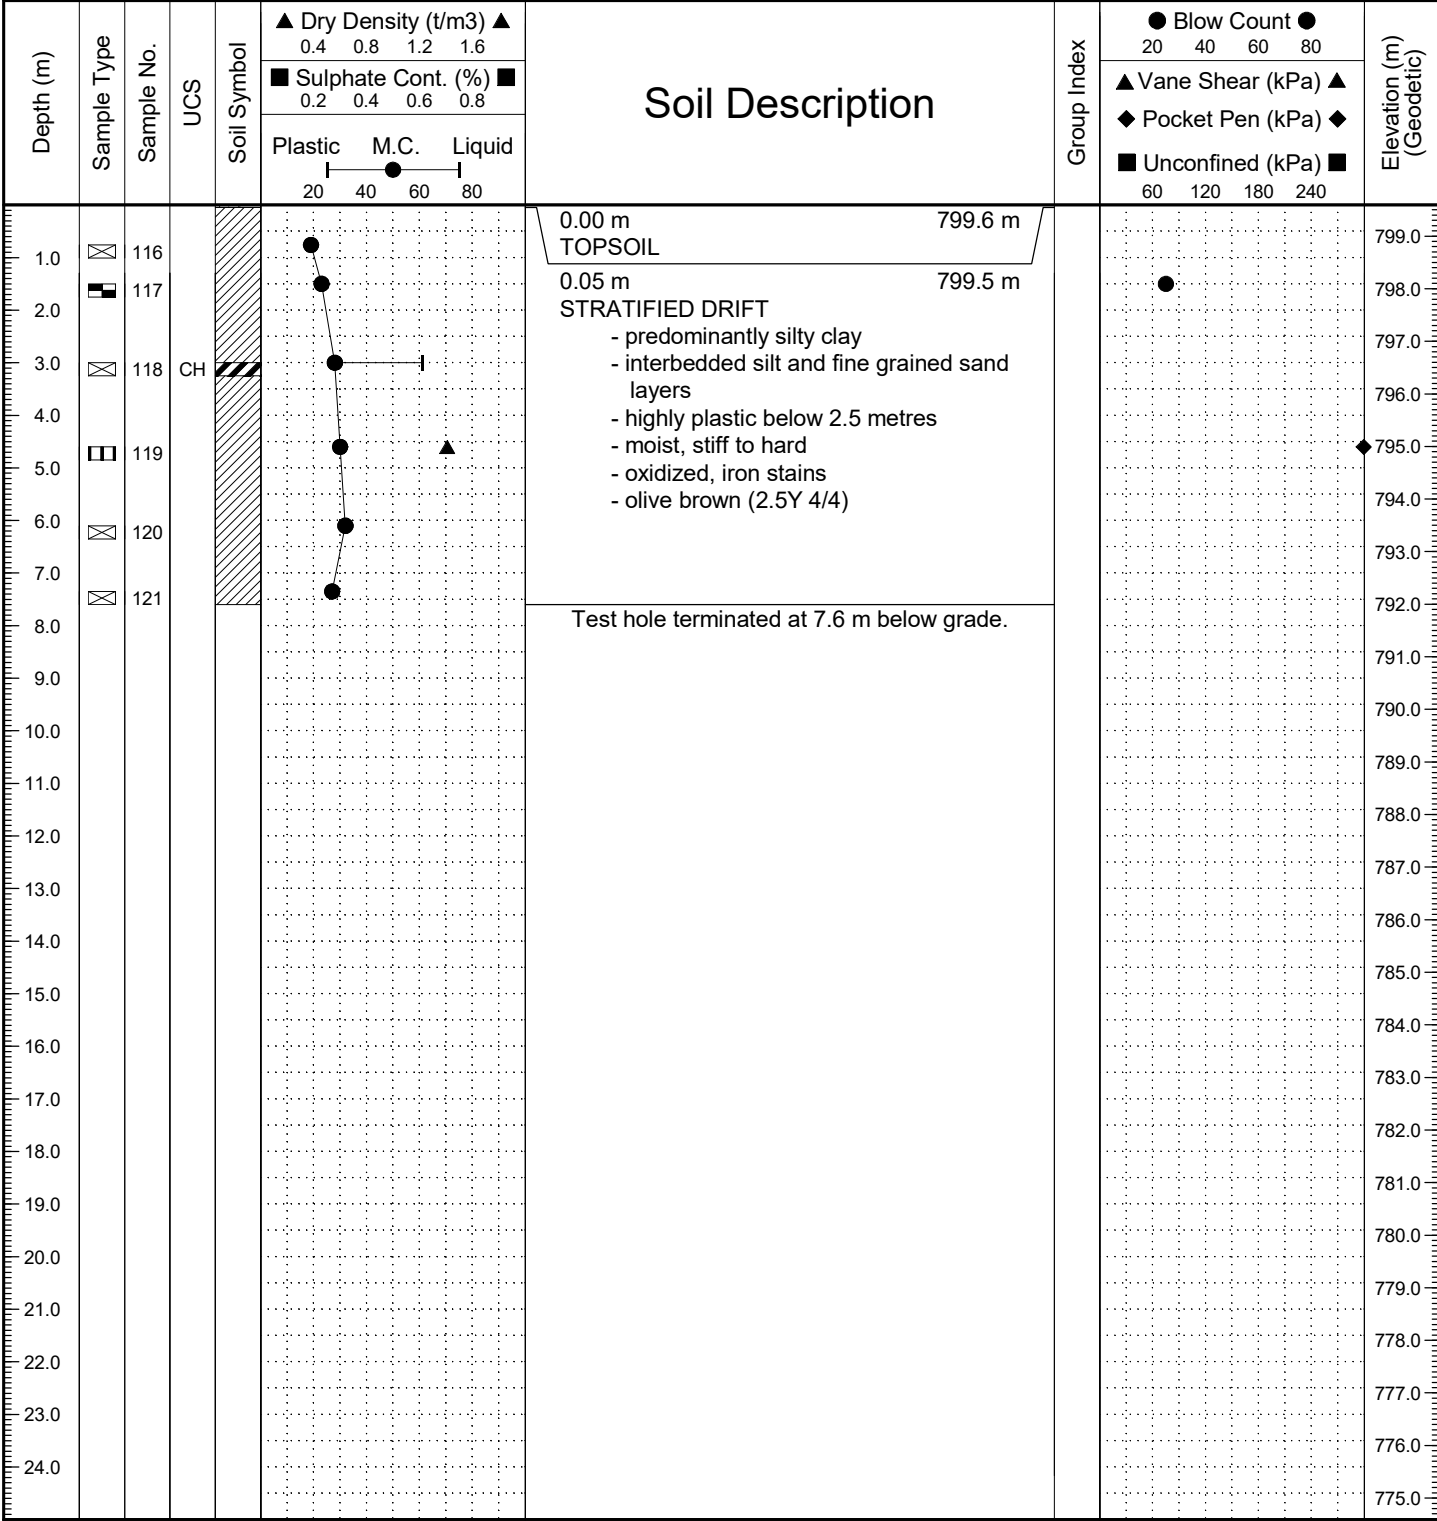 Depth (m)
Sample Type
Sample No.
UCS
Soil Symbol
▲ Dry Density (t/m3) ▲
0.4 0.8 1.2 1.6
■ Sulphate Cont. (%) ■
0.2 0.4 0.6 0.8
Plastic M.C. Liquid
20 40 60 80
Soil Description
Group Index
● Blow Count ●
20 40 60 80
▲ Vane Shear (kPa) ▲
◆ Pocket Pen (kPa) ◆
■ Unconfined (kPa) ■
60 120 180 240
Elevation (m)
(Geodetic)
0.00 m 799.6 m
TOPSOIL
0.05 m 799.5 m
STRATIFIED DRIFT
- predominantly silty clay
- interbedded silt and fine grained sand
layers
- highly plastic below 2.5 metres
- moist, stiff to hard
- oxidized, iron stains
- olive brown (2.5Y 4/4)
Test hole terminated at 7.6 m below grade.
1.0
2.0
3.0
4.0
5.0
6.0
7.0
8.0
9.0
10.0
11.0
12.0
13.0
14.0
15.0
16.0
17.0
18.0
19.0
20.0
21.0
22.0
23.0
24.0
116
117
118
119
120
121
CH
799.0
798.0
797.0
796.0
795.0
794.0
793.0
792.0
791.0
790.0
789.0
788.0
787.0
786.0
785.0
784.0
783.0
782.0
781.0
780.0
779.0
778.0
777.0
776.0
775.0